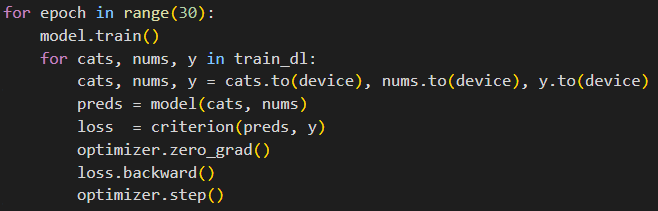 for epoch in range(30):
    model.train()
    for cats, nums, y in train_dl:
        cats, nums, y = cats.to(device), nums.to(device), y.to(device)
        preds = model(cats, nums)
        loss  = criterion(preds, y)
        optimizer.zero_grad()
        loss.backward()
        optimizer.step()